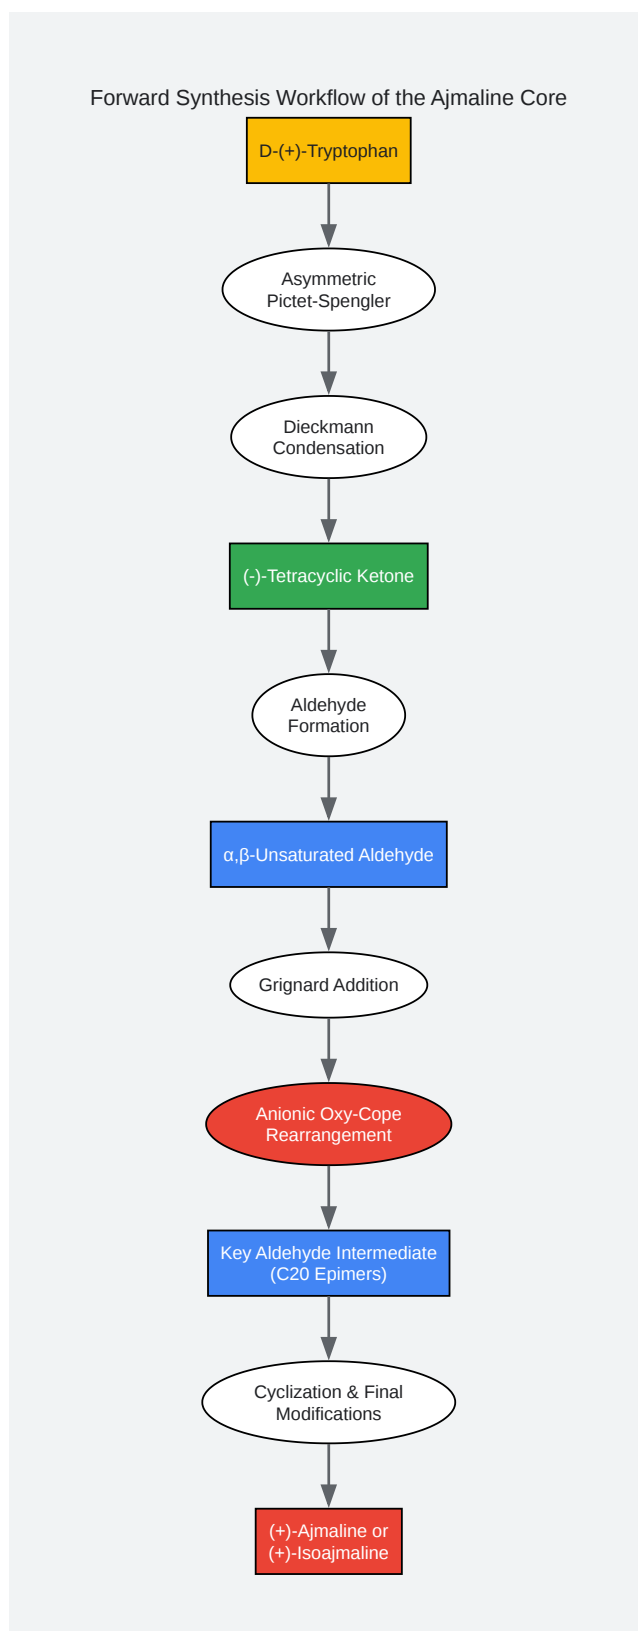 Forward Synthesis Workflow of the Ajmaline Core
D-(+)-Tryptophan
Asymmetric
Pictet-Spengler
Dieckmann
Condensation
(-)-Tetracyclic Ketone
Aldehyde
Formation
α,β-Unsaturated Aldehyde
Grignard Addition
Anionic Oxy-Cope
Rearrangement
Key Aldehyde Intermediate
(C20 Epimers)
Cyclization & Final
Modifications
(+)-Ajmaline or
(+)-Isoajmaline